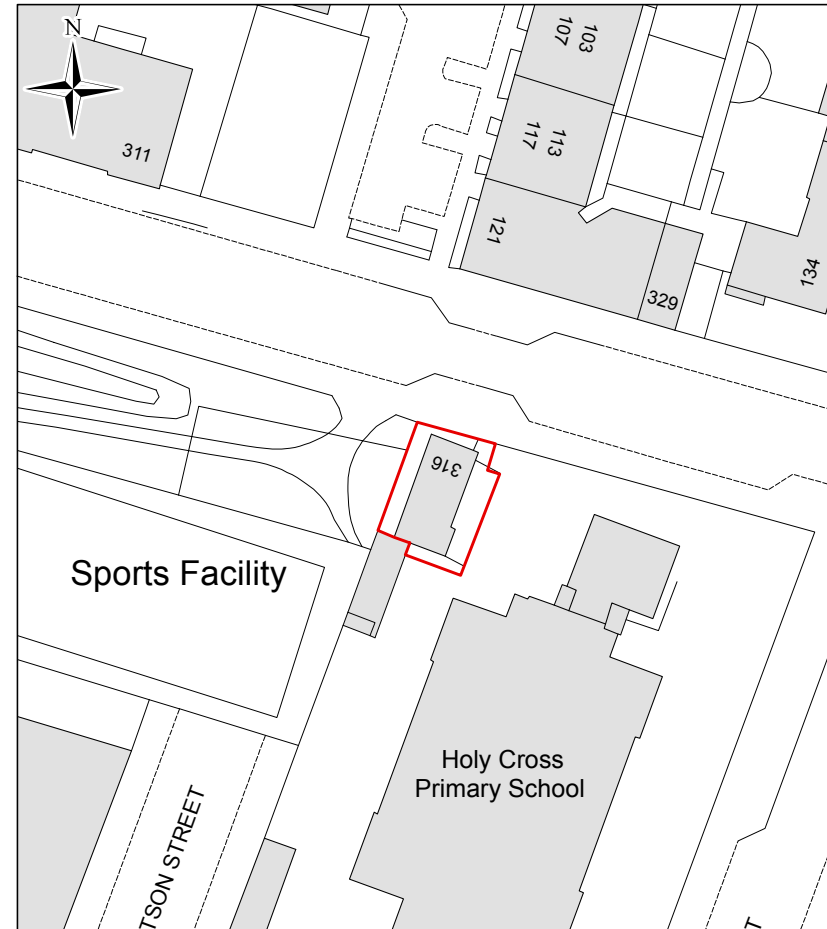 N
311
103
107
113
117
121
329
134
316
Sports Facility
Holy Cross
Primary School
TSON STREET
T